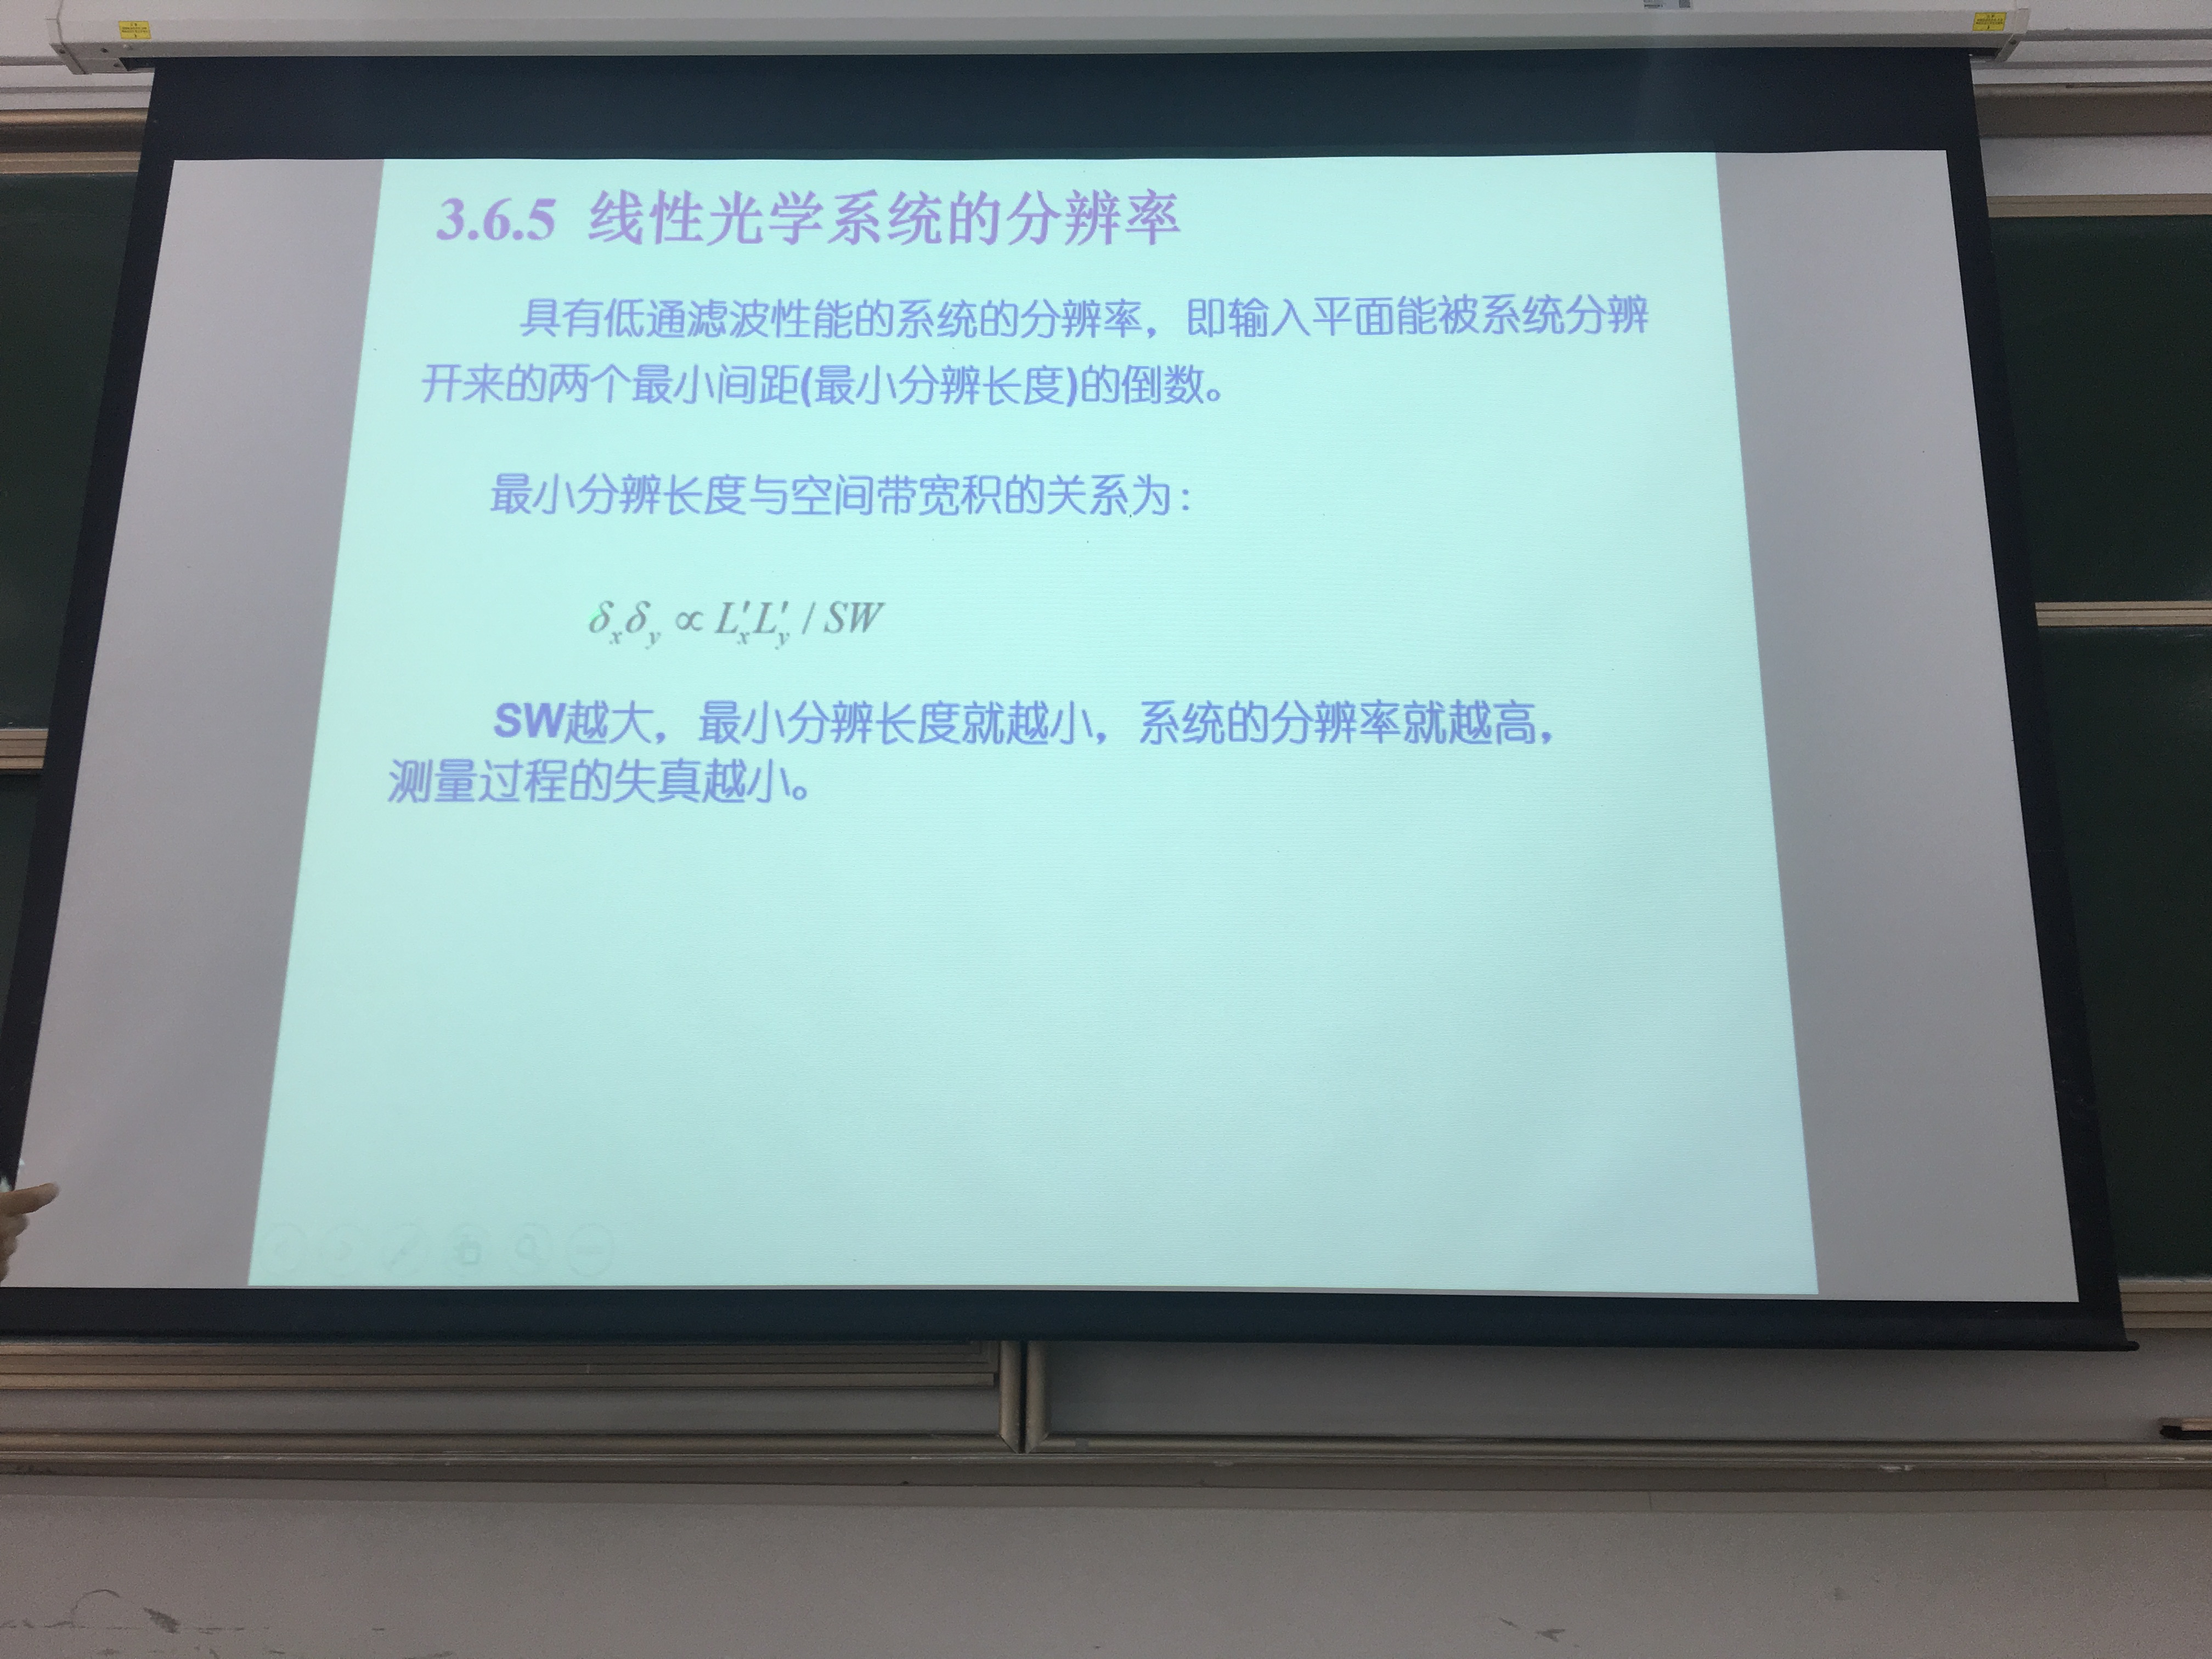 3.6.5 线性光学系统的分辨率
具有低通滤波性能的系统的分辨率，即输入平面能被系统分辨
开来的两个最小间距(最小分辨长度)的倒数。
最小分辨长度与空间带宽积的关系为：
δₓδᵧ ∝ L′ₓL′ᵧ / SW
SW越大，最小分辨长度就越小，系统的分辨率就越高，
测量过程的失真越小。